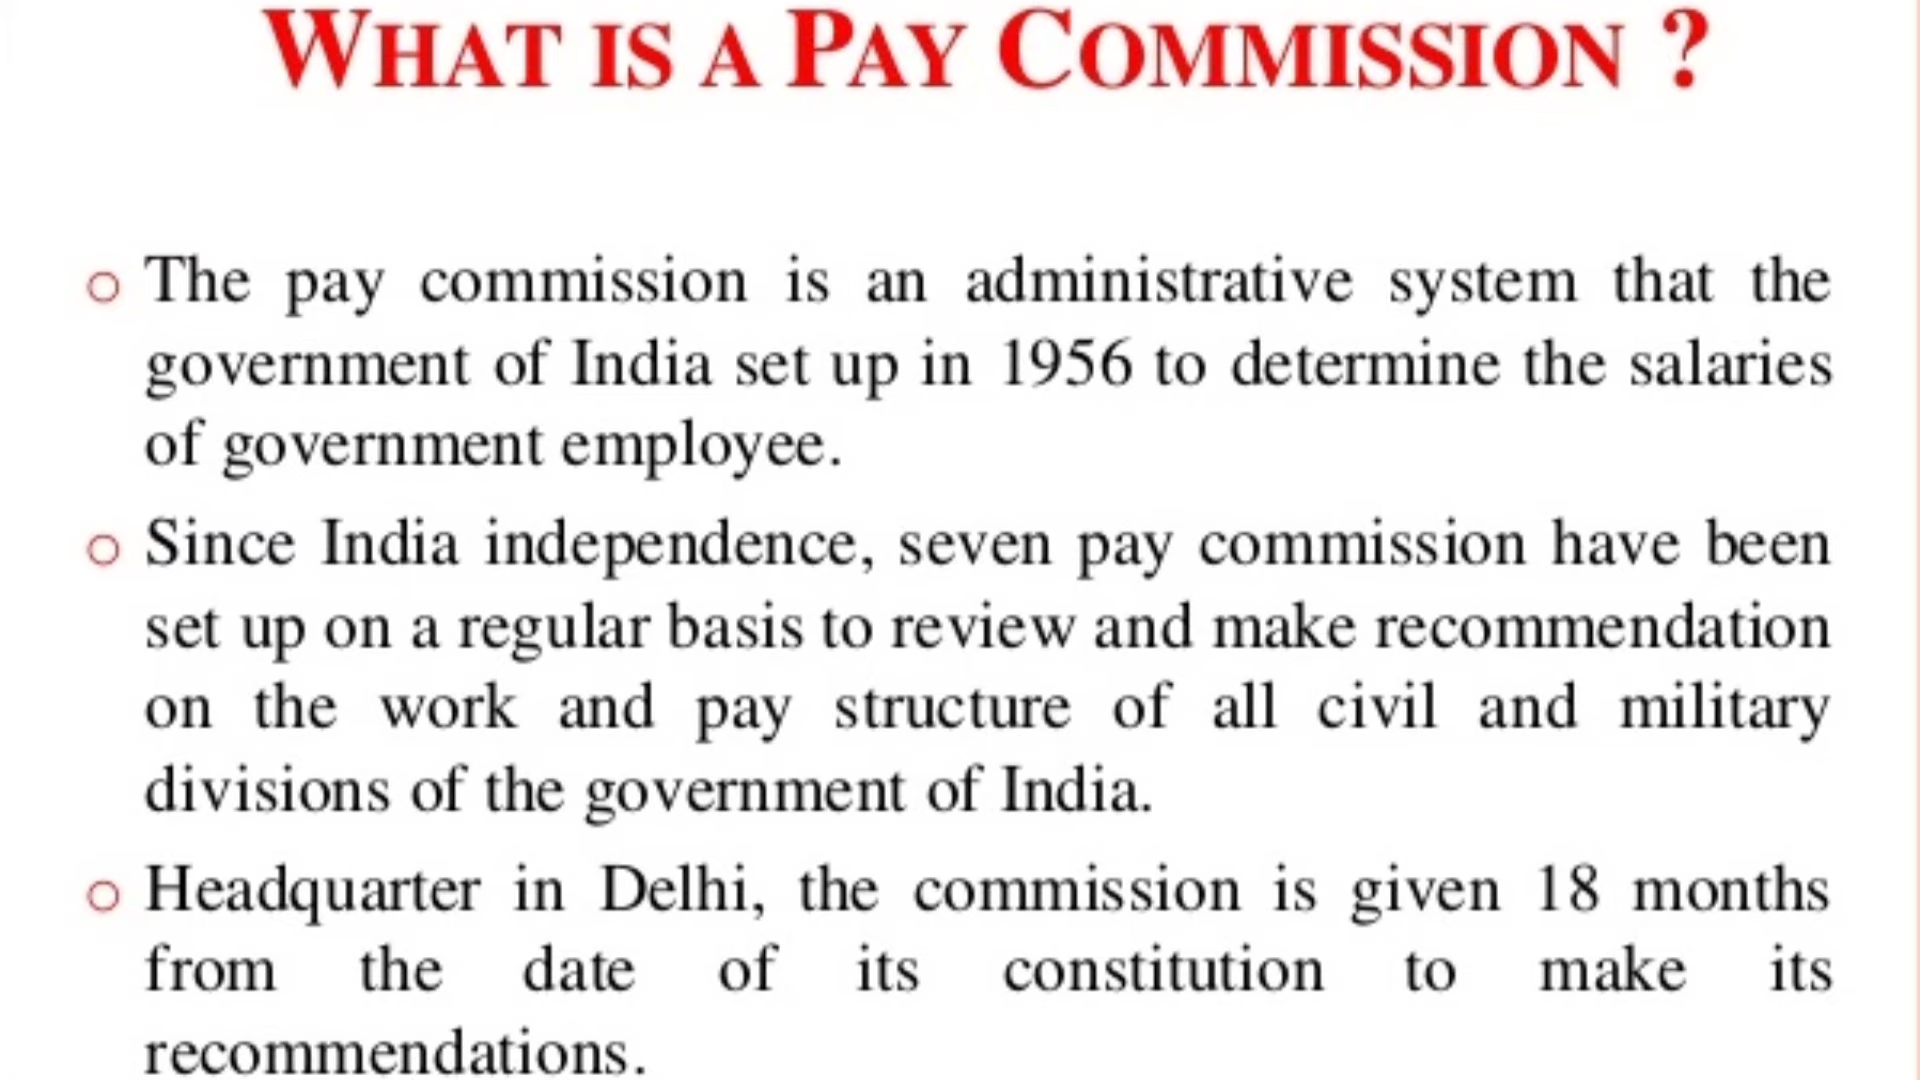 WHAT IS A PAY COMMISSION ?
○ The pay commission is an administrative system that the
government of India set up in 1956 to determine the salaries
of government employee.
○ Since India independence, seven pay commission have been
set up on a regular basis to review and make recommendation
on the work and pay structure of all civil and military
divisions of the government of India.
○ Headquarter in Delhi, the commission is given 18 months
from the date of its constitution to make its
recommendations.